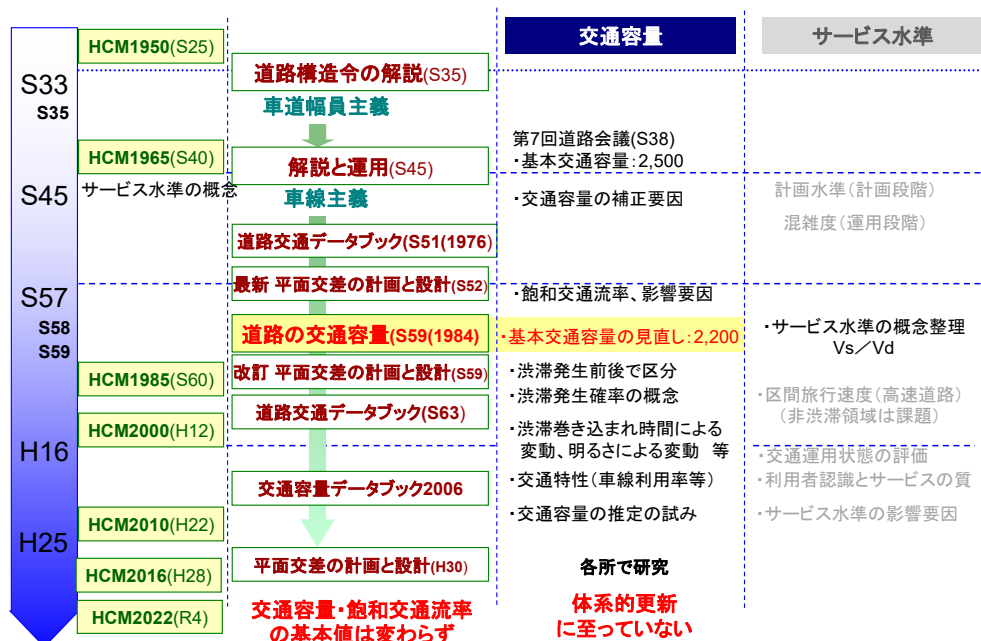 交通容量
サービス水準
HCM1950(S25)
道路構造令の解説(S35)
S33
S35
車道幅員主義
第7回道路会議(S38)
・基本交通容量:2,500
HCM1965(S40)
解説と運用(S45)
サービス水準の概念
S45
車線主義
・交通容量の補正要因
計画水準(計画段階)
混雑度(運用段階)
道路交通データブック(S51(1976)
最新 平面交差の計画と設計(S52)
S57
・飽和交通流率、影響要因
S58
S59
道路の交通容量(S59(1984)
・基本交通容量の見直し:2,200
・サービス水準の概念整理
Vs/Vd
HCM1985(S60)
改訂 平面交差の計画と設計(S59)
・渋滞発生前後で区分
・渋滞発生確率の概念
・区間旅行速度(高速道路)
(非渋滞領域は課題)
道路交通データブック(S63)
HCM2000(H12)
・渋滞巻き込まれ時間による
変動、明るさによる変動 等
H16
・交通運用状態の評価
・利用者認識とサービスの質
交通容量データブック2006
・交通特性(車線利用率等)
HCM2010(H22)
・交通容量の推定の試み
・サービス水準の影響要因
H25
HCM2016(H28)
平面交差の計画と設計(H30)
各所で研究
HCM2022(R4)
交通容量・飽和交通流率
の基本値は変わらず
体系的更新
に至っていない